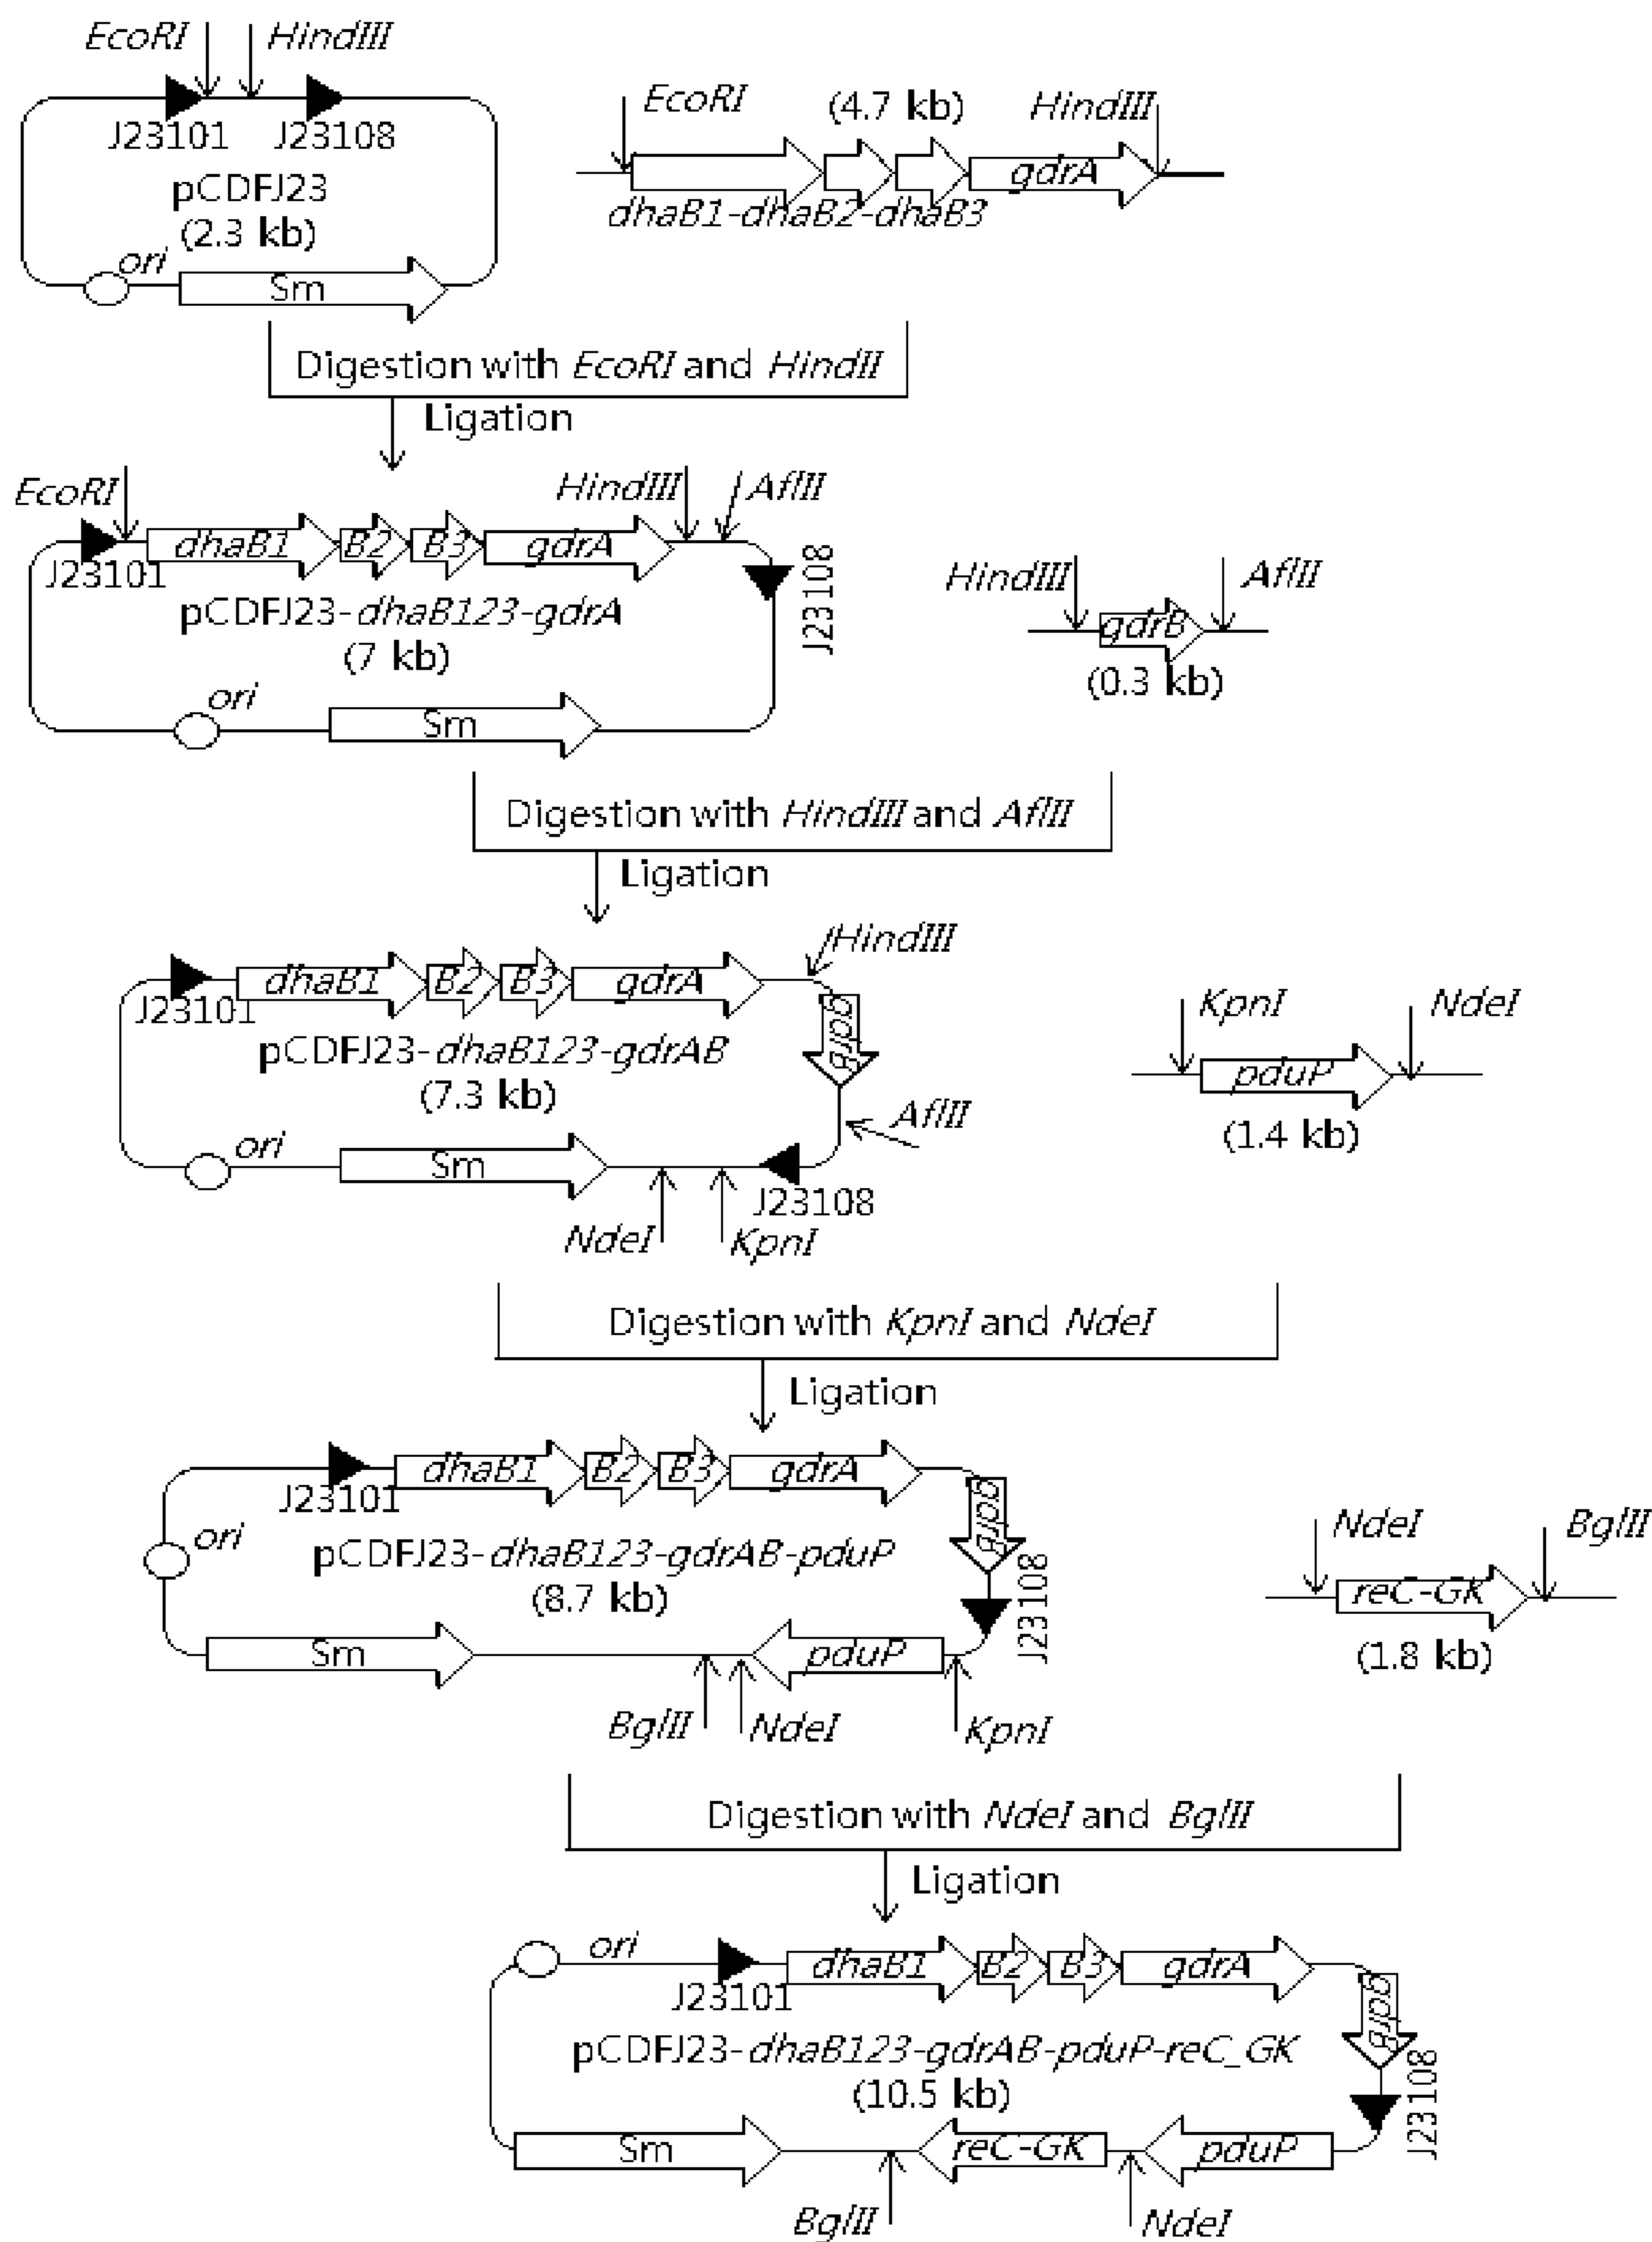 EcoRI HindIII
J23101 J23108
pCDFJ23
(2.3 kb)
ori
Sm
EcoRI (4.7 kb) HindIII
gdrA
dhaB1-dhaB2-dhaB3
Digestion with EcoRI and HindII
Ligation
EcoRI HindIII AflII
dhaB1 B2 B3 gdrA
J23101 J23108
pCDFJ23-dhaB123-gdrA
(7 kb)
ori
Sm
HindIII AflII
gdrB
(0.3 kb)
Digestion with HindIII and AflII
Ligation
HindIII
dhaB1 B2 B3 gdrA
J23101 gdrB
pCDFJ23-dhaB123-gdrAB
(7.3 kb)
AflII
ori
Sm
J23108
NdeI KpnI
KpnI NdeI
pduP
(1.4 kb)
Digestion with KpnI and NdeI
Ligation
dhaB1 B2 B3 gdrA
J23101 gdrB
ori
pCDFJ23-dhaB123-gdrAB-pduP
(8.7 kb)
J23108
Sm pduP
BglII NdeI KpnI
NdeI BglII
reC-GK
(1.8 kb)
Digestion with NdeI and BglII
Ligation
ori dhaB1 B2 B3 gdrA
J23101 gdrB
pCDFJ23-dhaB123-gdrAB-pduP-reC_GK
(10.5 kb)
J23108
Sm reC-GK pduP
BglII NdeI